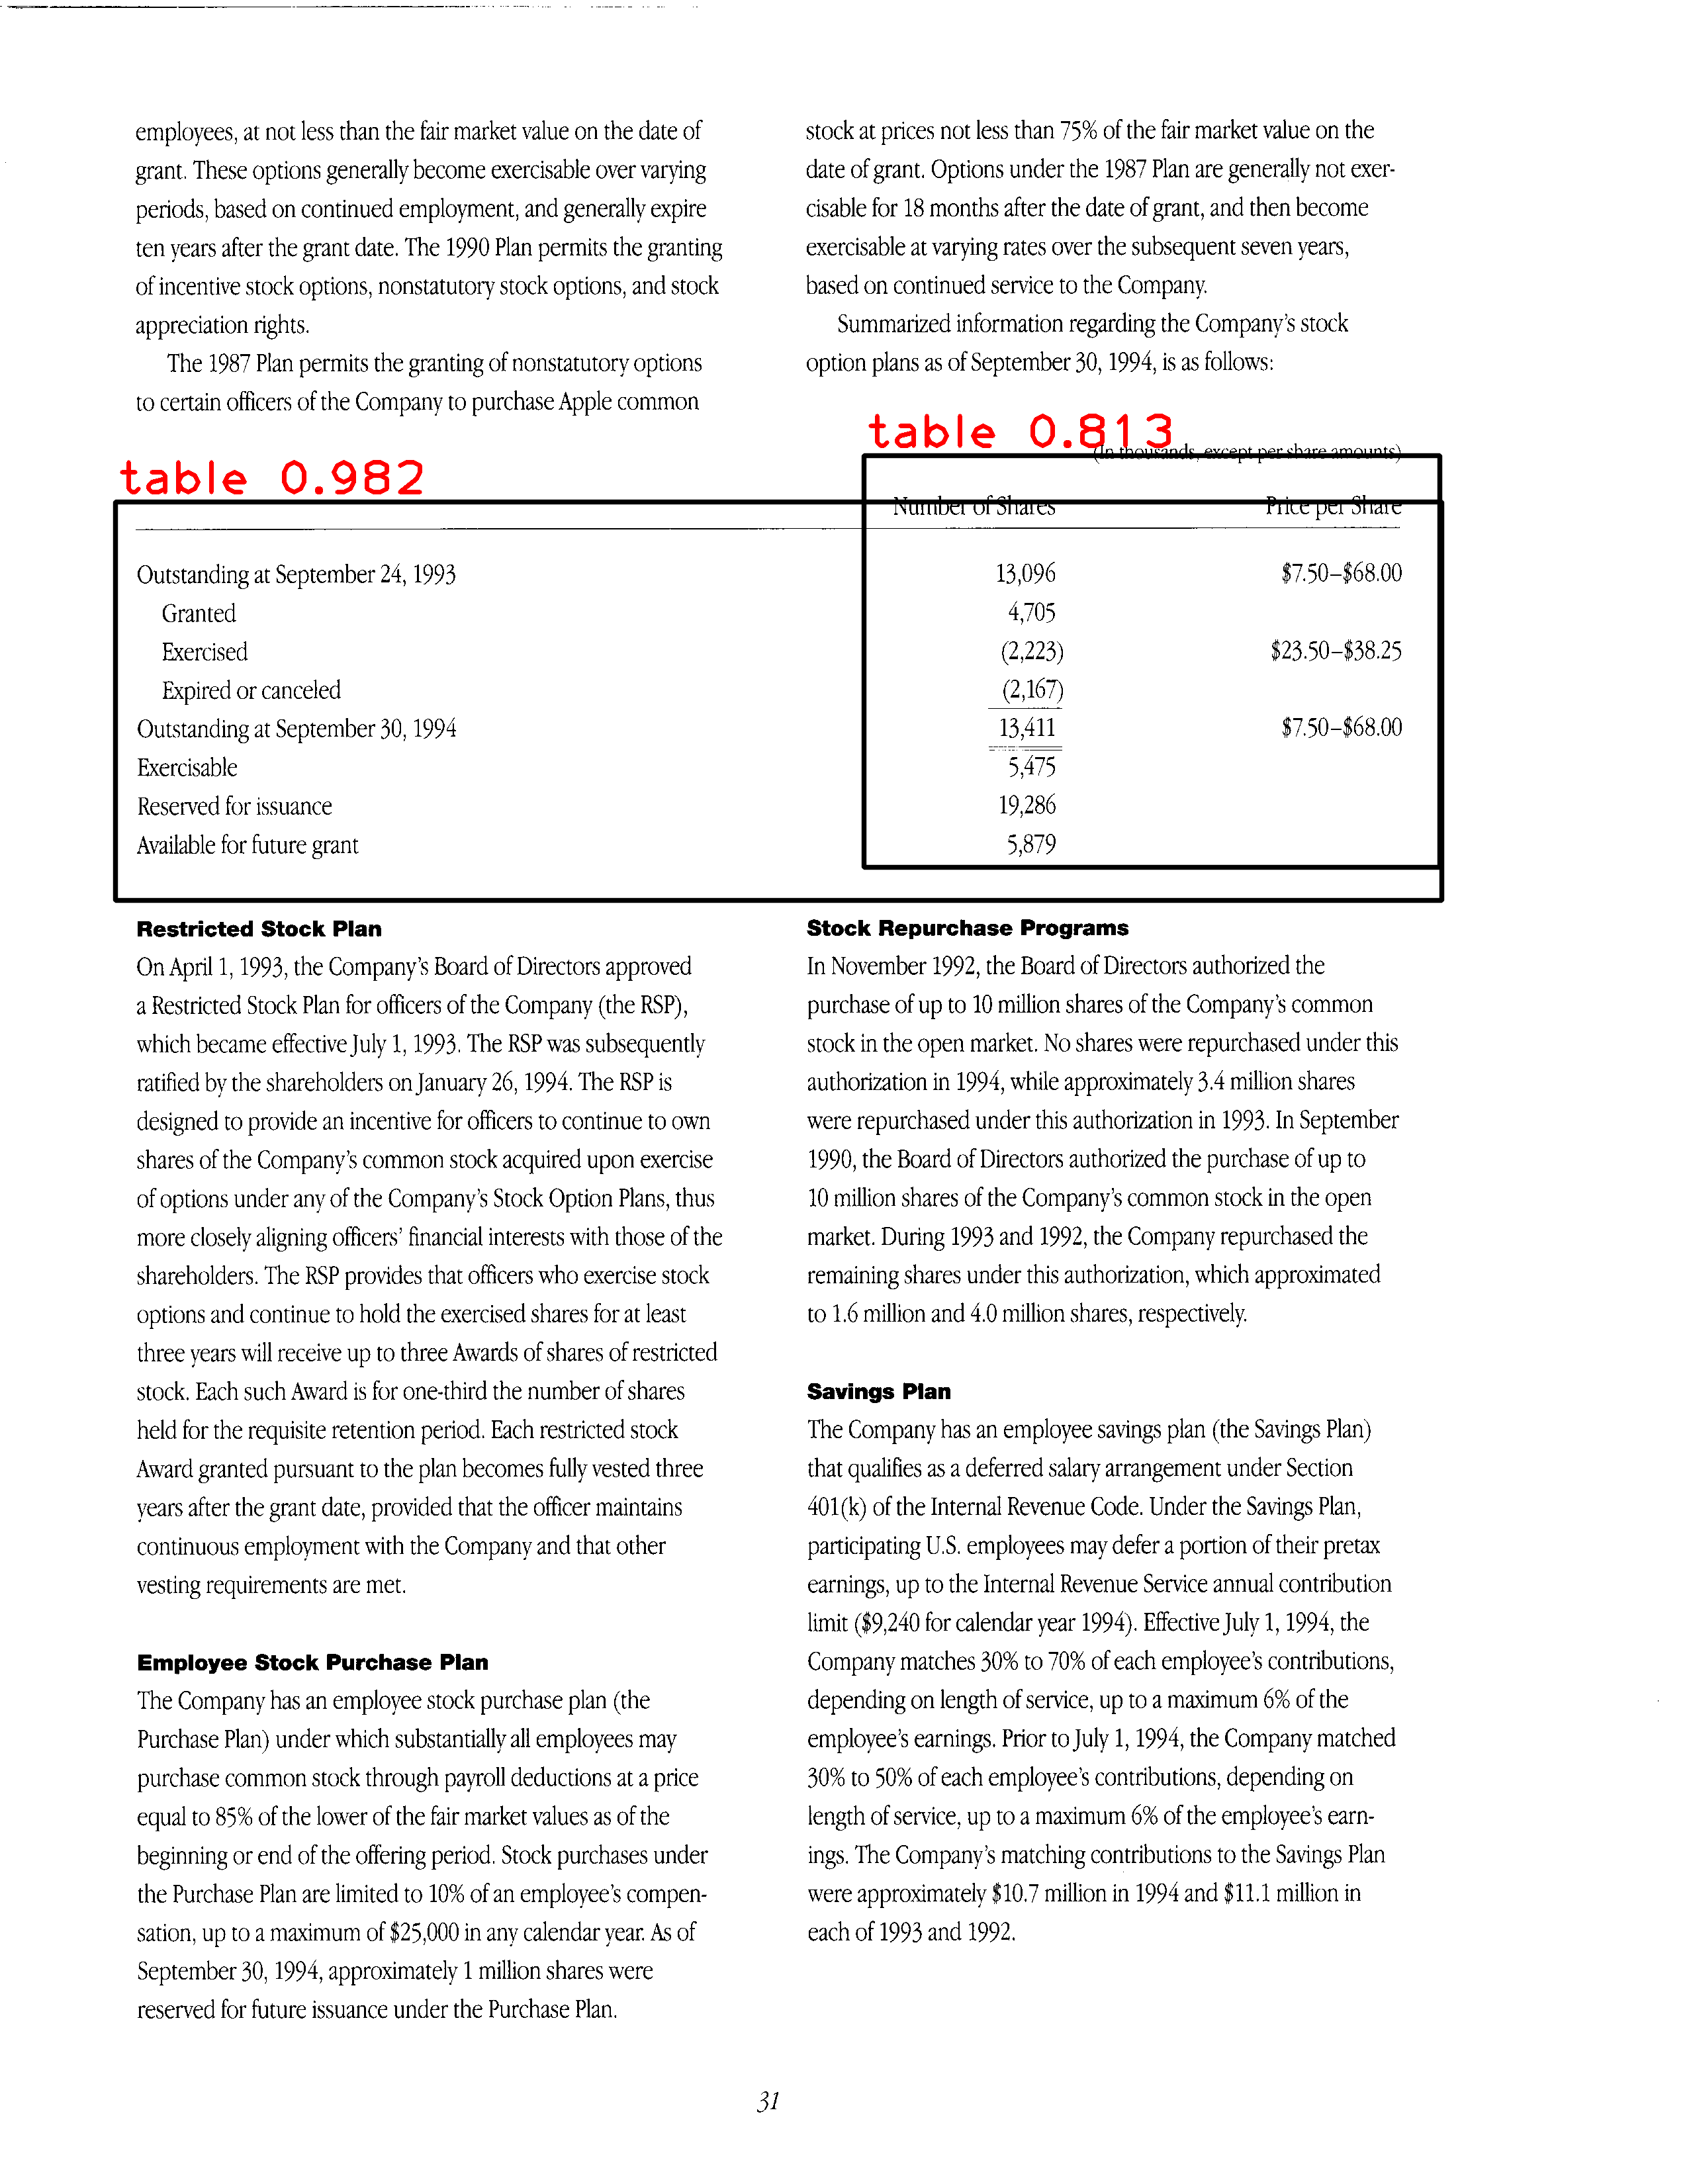 employees, at not less than the fair market value on the date of
grant. These options generally become exercisable over varying
periods, based on continued employment, and generally expire
ten years after the grant date. The 1990 Plan permits the granting
of incentive stock options, nonstatutory stock options, and stock
appreciation rights.
The 1987 Plan permits the granting of nonstatutory options
to certain officers of the Company to purchase Apple common
stock at prices not less than 75% of the fair market value on the
date of grant. Options under the 1987 Plan are generally not exer-
cisable for 18 months after the date of grant, and then become
exercisable at varying rates over the subsequent seven years,
based on continued service to the Company.
Summarized information regarding the Company's stock
option plans as of September 30, 1994, is as follows:
table 0.813
(In thousands, except per share amounts)
table 0.982
Number of Shares Price per Share
Outstanding at September 24, 1993 13,096 $7.50–$68.00
Granted 4,705
Exercised (2,223) $23.50–$38.25
Expired or canceled (2,167)
Outstanding at September 30, 1994 13,411 $7.50–$68.00
Exercisable 5,475
Reserved for issuance 19,286
Available for future grant 5,879
Restricted Stock Plan
On April 1, 1993, the Company's Board of Directors approved
a Restricted Stock Plan for officers of the Company (the RSP),
which became effective July 1, 1993. The RSP was subsequently
ratified by the shareholders on January 26, 1994. The RSP is
designed to provide an incentive for officers to continue to own
shares of the Company's common stock acquired upon exercise
of options under any of the Company's Stock Option Plans, thus
more closely aligning officers' financial interests with those of the
shareholders. The RSP provides that officers who exercise stock
options and continue to hold the exercised shares for at least
three years will receive up to three Awards of shares of restricted
stock. Each such Award is for one-third the number of shares
held for the requisite retention period. Each restricted stock
Award granted pursuant to the plan becomes fully vested three
years after the grant date, provided that the officer maintains
continuous employment with the Company and that other
vesting requirements are met.
Employee Stock Purchase Plan
The Company has an employee stock purchase plan (the
Purchase Plan) under which substantially all employees may
purchase common stock through payroll deductions at a price
equal to 85% of the lower of the fair market values as of the
beginning or end of the offering period. Stock purchases under
the Purchase Plan are limited to 10% of an employee's compen-
sation, up to a maximum of $25,000 in any calendar year. As of
September 30, 1994, approximately 1 million shares were
reserved for future issuance under the Purchase Plan.
Stock Repurchase Programs
In November 1992, the Board of Directors authorized the
purchase of up to 10 million shares of the Company's common
stock in the open market. No shares were repurchased under this
authorization in 1994, while approximately 3.4 million shares
were repurchased under this authorization in 1993. In September
1990, the Board of Directors authorized the purchase of up to
10 million shares of the Company's common stock in the open
market. During 1993 and 1992, the Company repurchased the
remaining shares under this authorization, which approximated
to 1.6 million and 4.0 million shares, respectively.
Savings Plan
The Company has an employee savings plan (the Savings Plan)
that qualifies as a deferred salary arrangement under Section
401(k) of the Internal Revenue Code. Under the Savings Plan,
participating U.S. employees may defer a portion of their pretax
earnings, up to the Internal Revenue Service annual contribution
limit ($9,240 for calendar year 1994). Effective July 1, 1994, the
Company matches 30% to 70% of each employee's contributions,
depending on length of service, up to a maximum 6% of the
employee's earnings. Prior to July 1, 1994, the Company matched
30% to 50% of each employee's contributions, depending on
length of service, up to a maximum 6% of the employee's earn-
ings. The Company's matching contributions to the Savings Plan
were approximately $10.7 million in 1994 and $11.1 million in
each of 1993 and 1992.
31